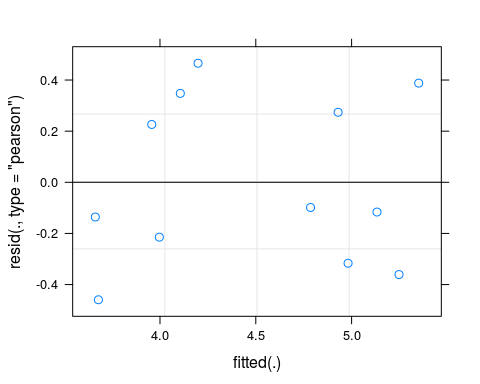 0.4
0.2
0.0
-0.2
-0.4
resid(., type = "pearson")
4.0 4.5 5.0
fitted(.)